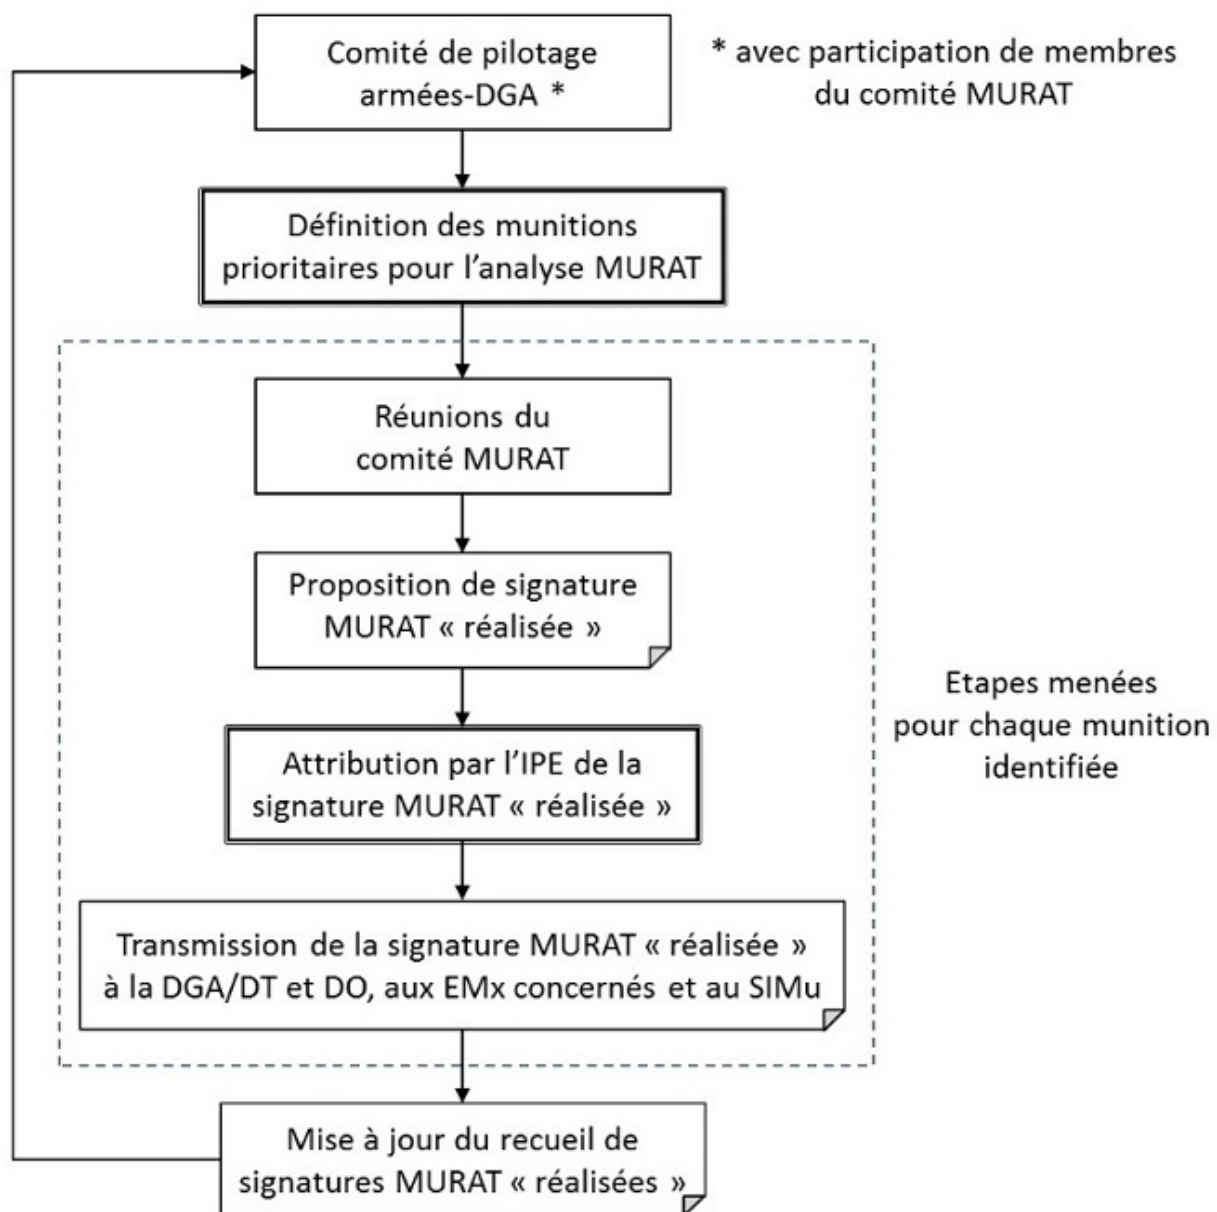 Comité de pilotage
armées-DGA *
* avec participation de membres
du comité MURAT
Définition des munitions
prioritaires pour l’analyse MURAT
Réunions du
comité MURAT
Proposition de signature
MURAT « réalisée »
Attribution par l’IPE de la
signature MURAT « réalisée »
Etapes menées
pour chaque munition
identifiée
Transmission de la signature MURAT « réalisée »
à la DGA/DT et DO, aux EMx concernés et au SIMu
Mise à jour du recueil de
signatures MURAT « réalisées »